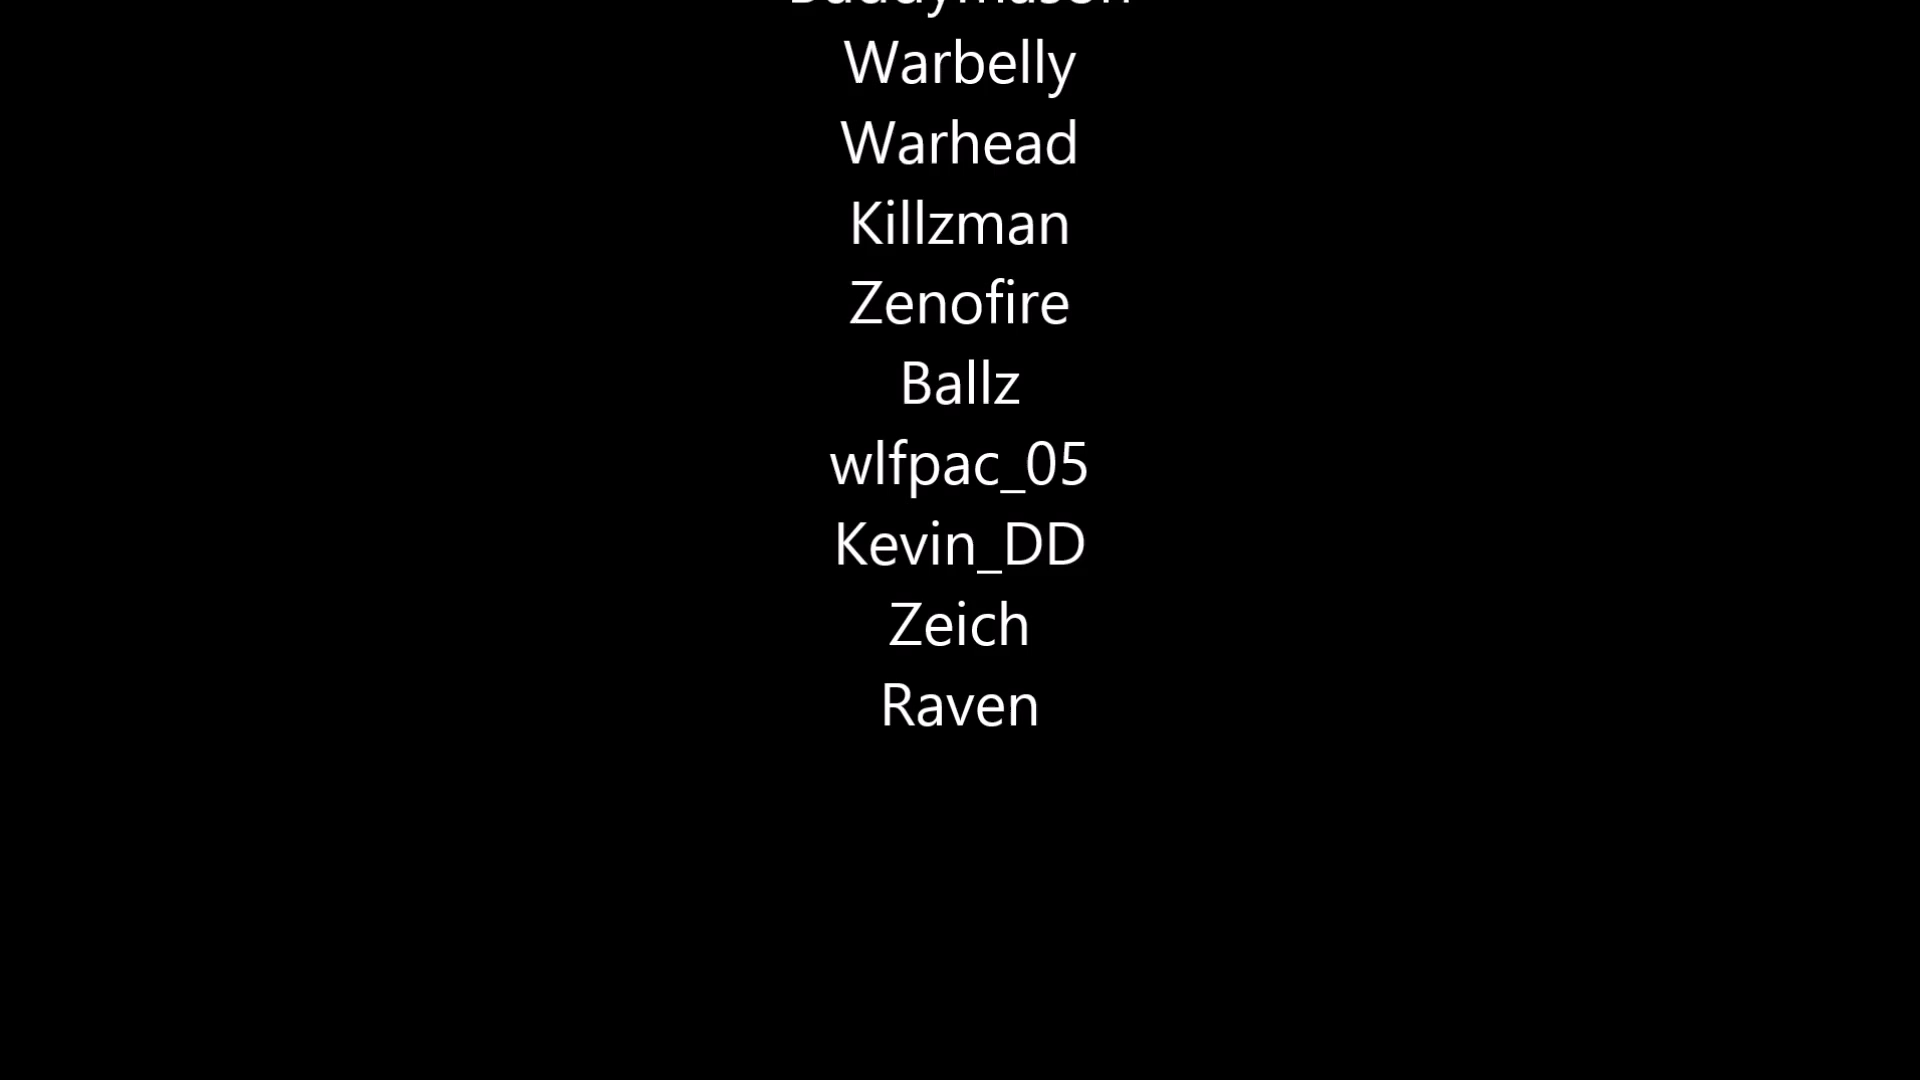 Warbelly
Warhead
Killzman
Zenofire
Ballz
wlfpac_05
Kevin_DD
Zeich
Raven